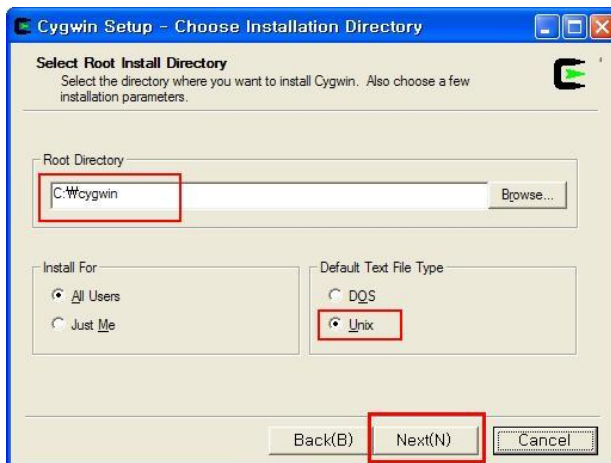 Cygwin Setup - Choose Installation Directory
Select Root Install Directory
Select the directory where you want to install Cygwin. Also choose a few
installation parameters.
Root Directory
C:₩cygwin
Browse...
Install For
All Users
Just Me
Default Text File Type
DOS
Unix
Back(B)
Next(N)
Cancel